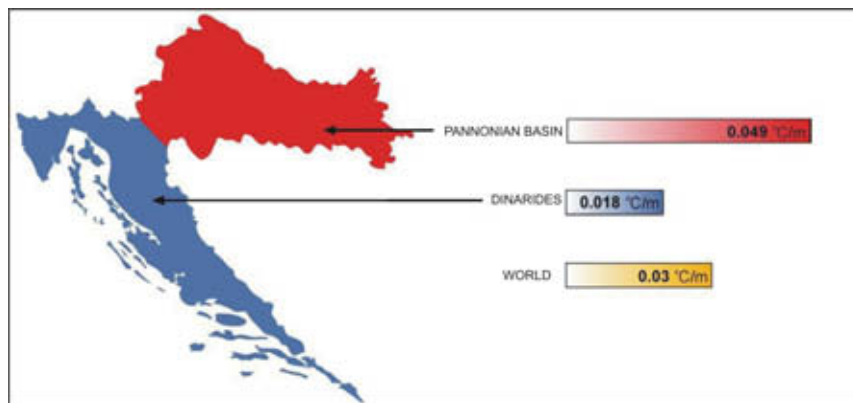 PANNONIAN BASIN 0.049 °C/m
DINARIDES 0.018 °C/m
WORLD 0.03 °C/m